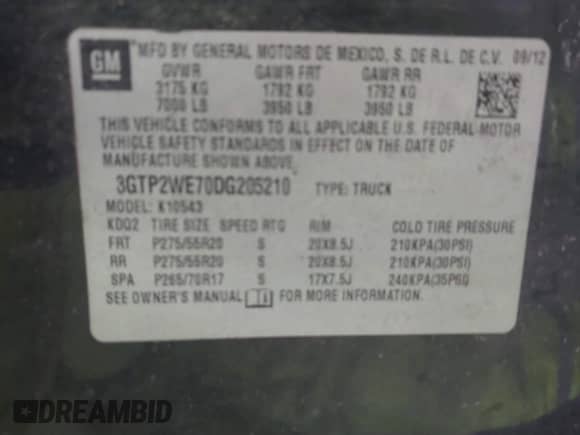 GM
MFD BY GENERAL MOTORS DE MEXICO, S. DE R.L. DE C.V. 09/12
GVWR GAWR FRT GAWR RR
3175 KG 1792 KG 1792 KG
7000 LB 3950 LB 3950 LB
THIS VEHICLE CONFORMS TO ALL APPLICABLE U.S. FEDERAL MOTOR
VEHICLE SAFETY STANDARDS IN EFFECT ON THE DATE OF
MANUFACTURE SHOWN ABOVE.
3GTP2WE70DG205210 TYPE: TRUCK
MODEL: K10543
KDQ2 TIRE SIZE SPEED RTG RIM COLD TIRE PRESSURE
FRT P275/55R20 S 20X8.5J 210KPA(30PSI)
RR P275/55R20 S 20X8.5J 210KPA(30PSI)
SPA P265/70R17 S 17X7.5J 240KPA(35PSI)
SEE OWNER'S MANUAL FOR MORE INFORMATION.
DREAMBID